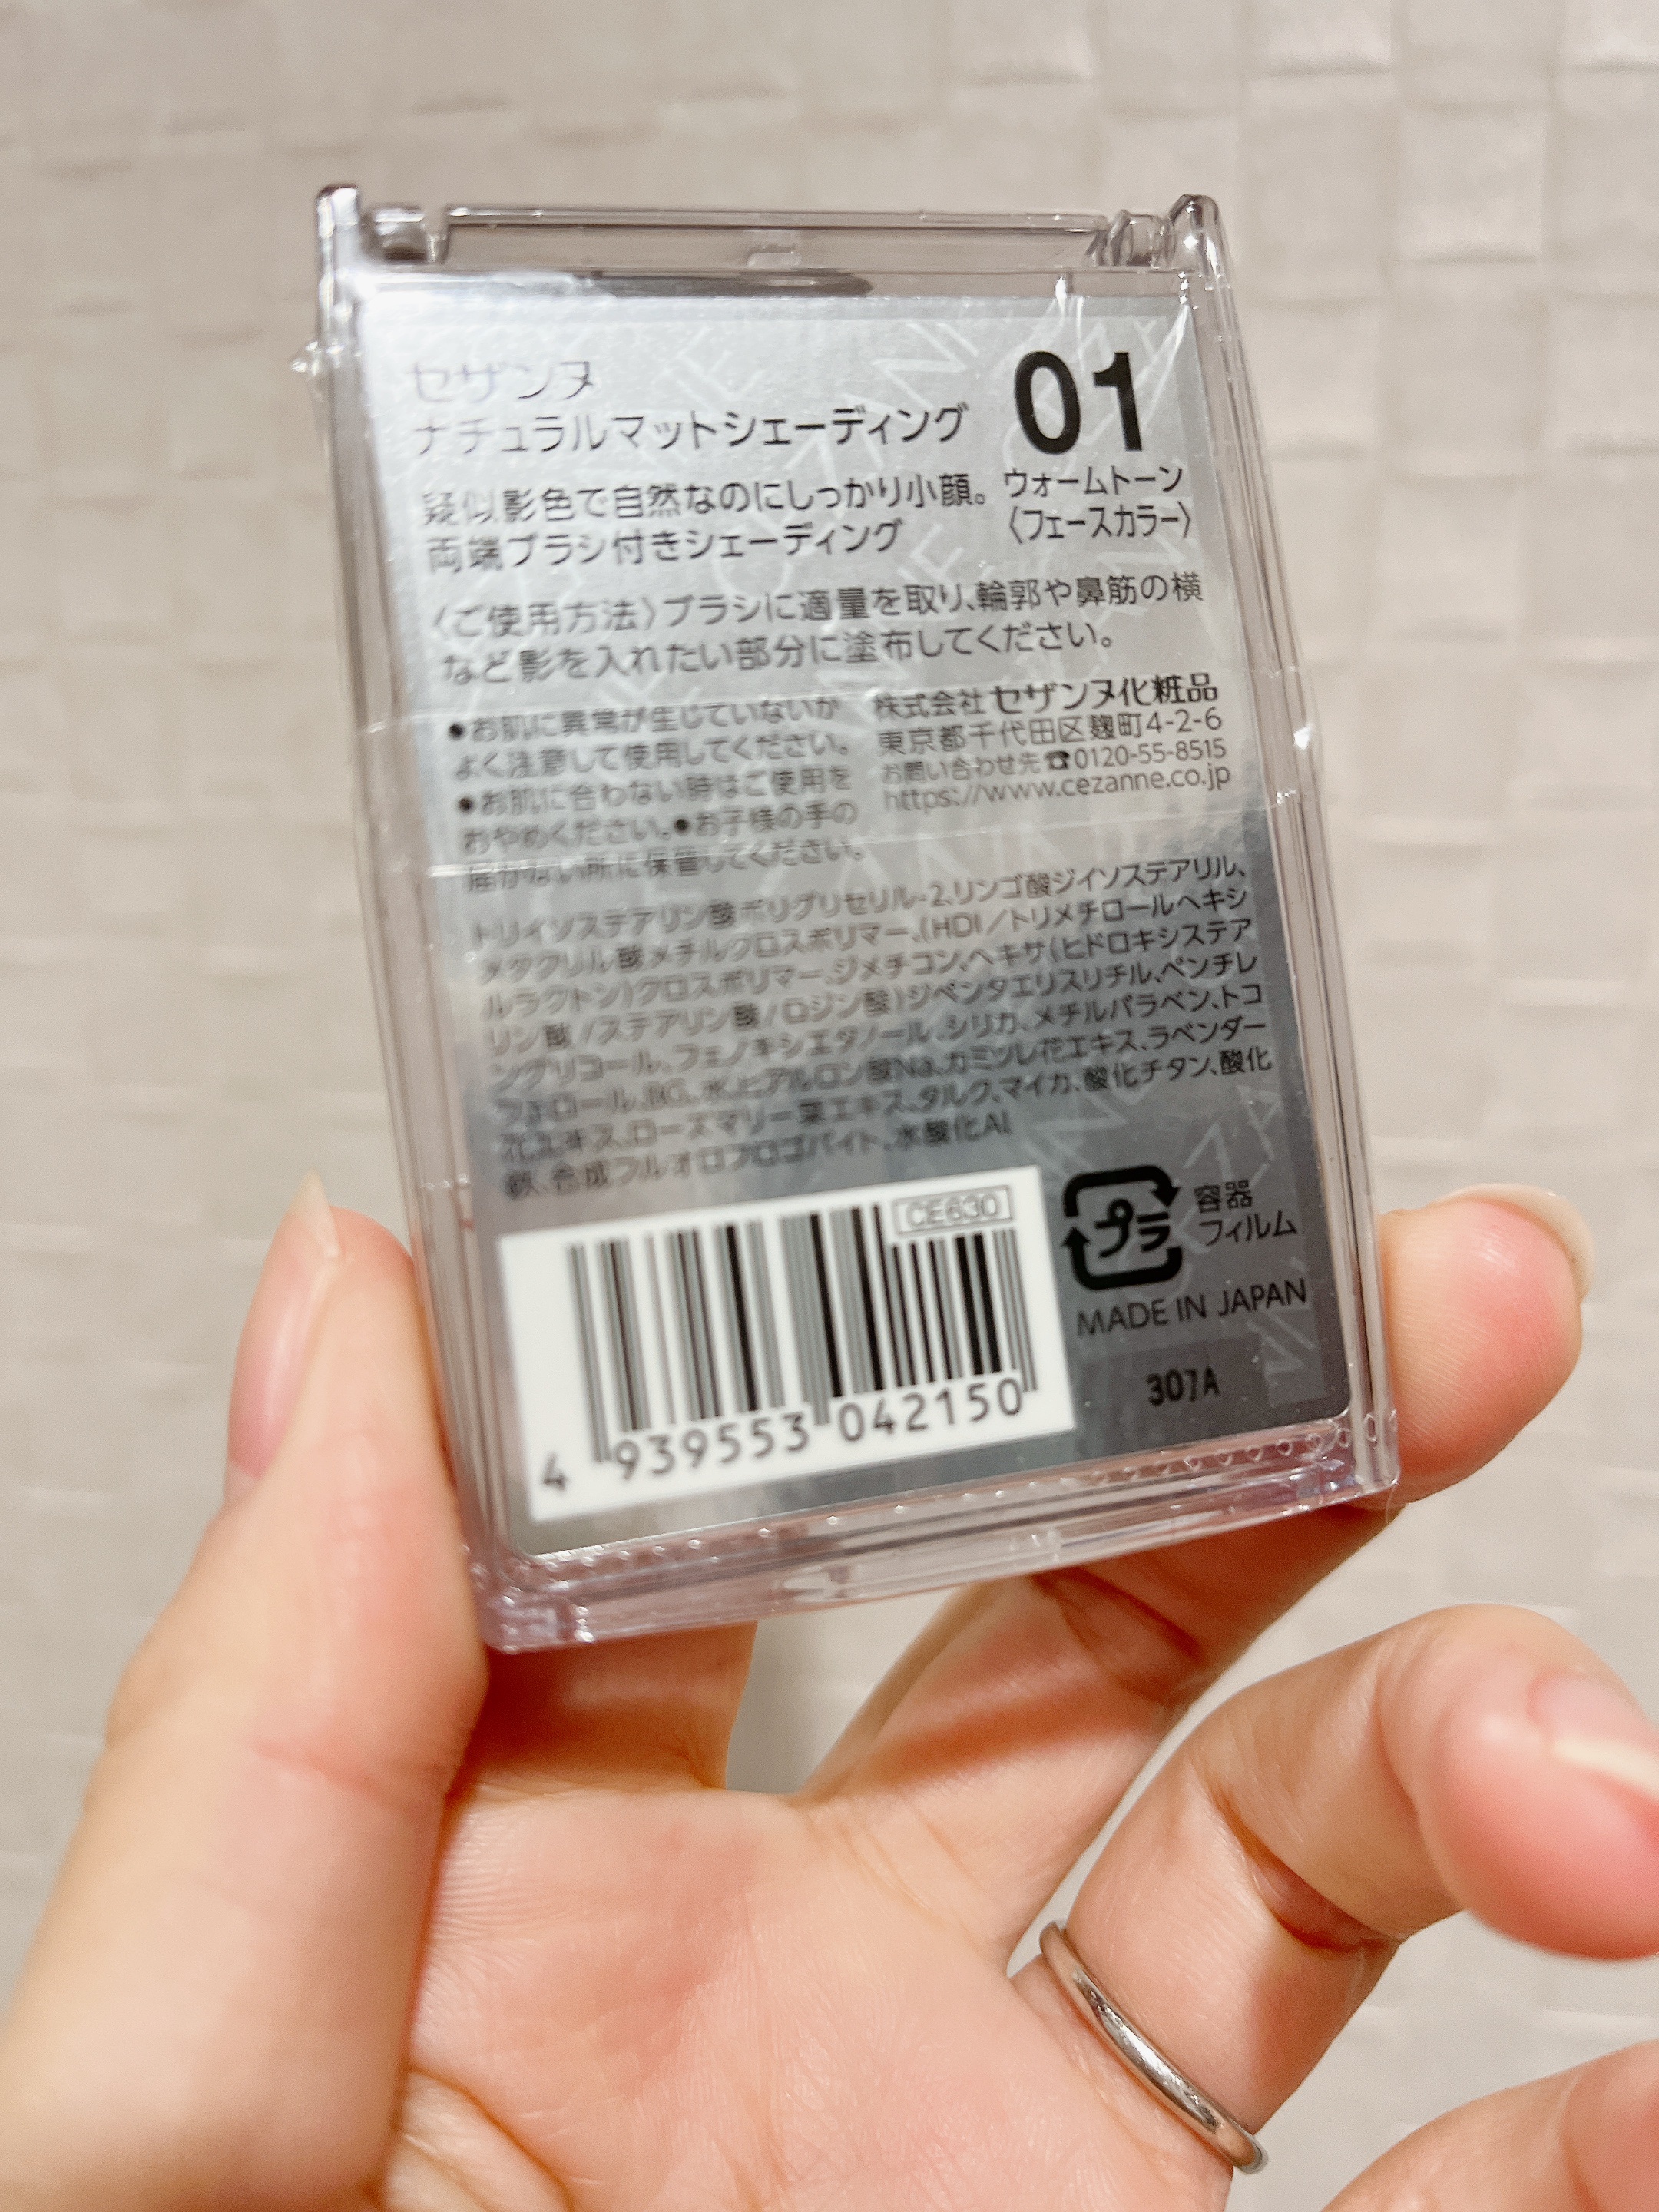 セザンヌ
ナチュラルマットシェーディング
01
ウォームトーン
〈フェースカラー〉
疑似影色で自然なのにしっかり小顔。
両端ブラシ付きシェーディング
〈ご使用方法〉ブラシに適量を取り、輪郭や鼻筋の横
など影を入れたい部分に塗布してください。
●お肌に異常が生じていないか
よく注意して使用してください。
●お肌に合わない時はご使用を
おやめください。●お子様の手の
届かない所に保管してください。
株式会社セザンヌ化粧品
東京都千代田区麹町4-2-6
お問い合わせ先☎0120-55-8515
https://www.cezanne.co.jp
トリイソステアリン酸ポリグリセリル-2、リンゴ酸ジイソステアリル、
メタクリル酸メチルクロスポリマー、(HDI/トリメチロールヘキシ
ルラクトン)クロスポリマー、ジメチコン、ヘキサ(ヒドロキシステア
リン酸/ステアリン酸/ロジン酸)ジペンタエリスリチル、ペンチレ
ングリコール、フェノキシエタノール、シリカ、メチルパラベン、トコ
フェロール、BG、水、ヒアルロン酸Na、カミツレ花エキス、ラベンダー
花エキス、ローズマリー葉エキス、タルク、マイカ、酸化チタン、酸化
鉄、合成フルオロフロゴパイト、水酸化Al
CE630
4 939553 042150
プラ
容器
フィルム
MADE IN JAPAN
307A